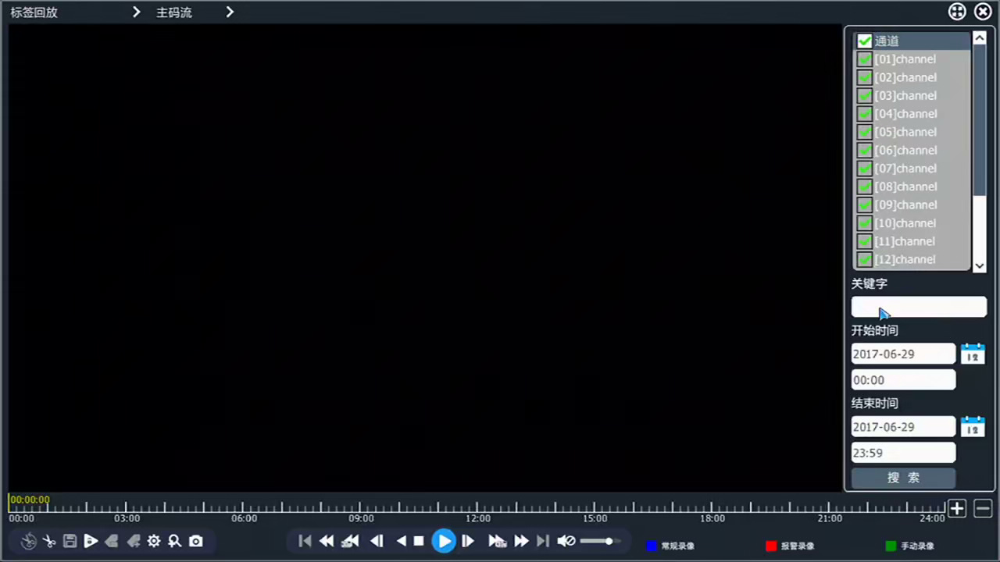 标签回放
主码流
通道
[01]channel
[02]channel
[03]channel
[04]channel
[05]channel
[06]channel
[07]channel
[08]channel
[09]channel
[10]channel
[11]channel
[12]channel
关键字
开始时间
2017-06-29
12
00:00
结束时间
2017-06-29
12
23:59
搜 索
00:00:00
00:00 03:00 06:00 09:00 12:00 15:00 18:00 21:00 24:00
常规录像 报警录像 手动录像